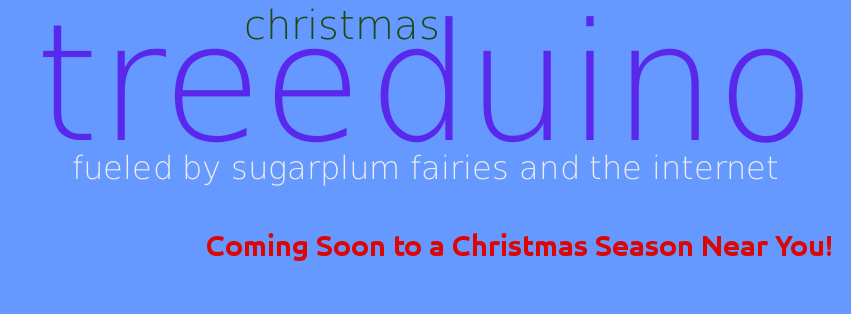 christmas
treeduino
fueled by sugarplum fairies and the internet
Coming Soon to a Christmas Season Near You!